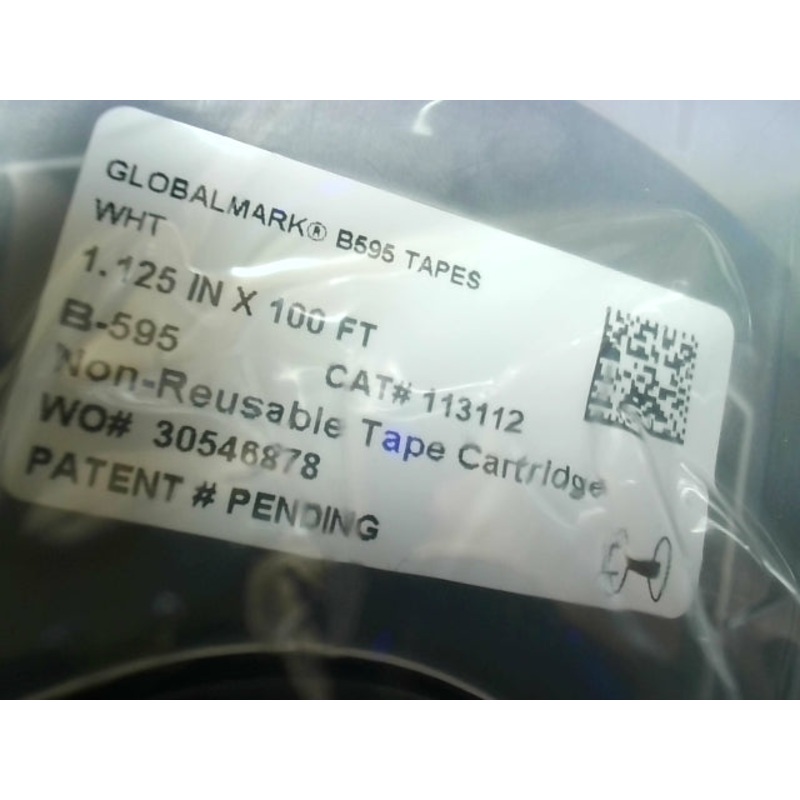 GLOBALMARK® B595 TAPES
WHT
1.125 IN X 100 FT
B-595
CAT# 113112
Non-Reusable Tape Cartridge
WO# 30546878
PATENT # PENDING